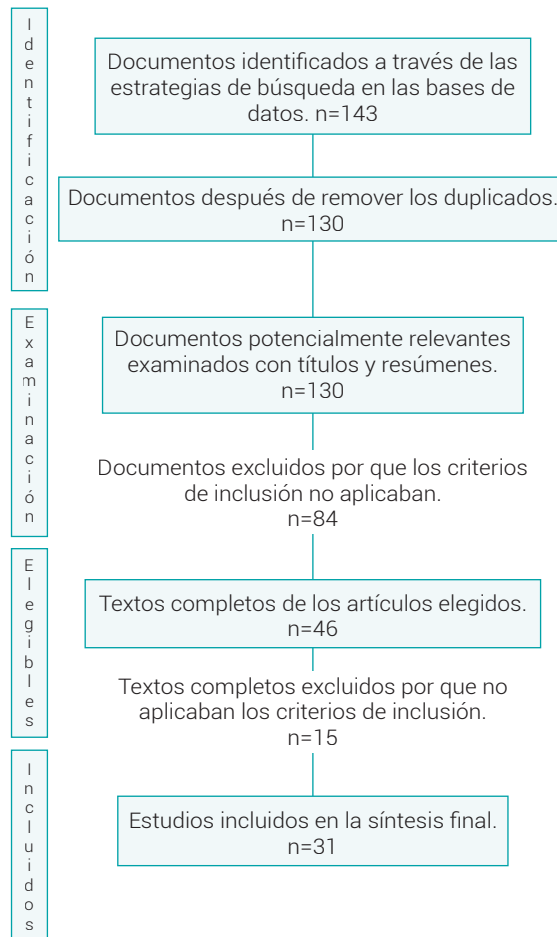 Identificación
Documentos identificados a través de las
estrategias de búsqueda en las bases de
datos. n=143
Documentos después de remover los duplicados.
n=130
Examinación
Documentos potencialmente relevantes
examinados con títulos y resúmenes.
n=130
Documentos excluidos por que los criterios
de inclusión no aplicaban.
n=84
Elegibles
Textos completos de los artículos elegidos.
n=46
Textos completos excluidos por que no
aplicaban los criterios de inclusión.
n=15
Incluidos
Estudios incluidos en la síntesis final.
n=31